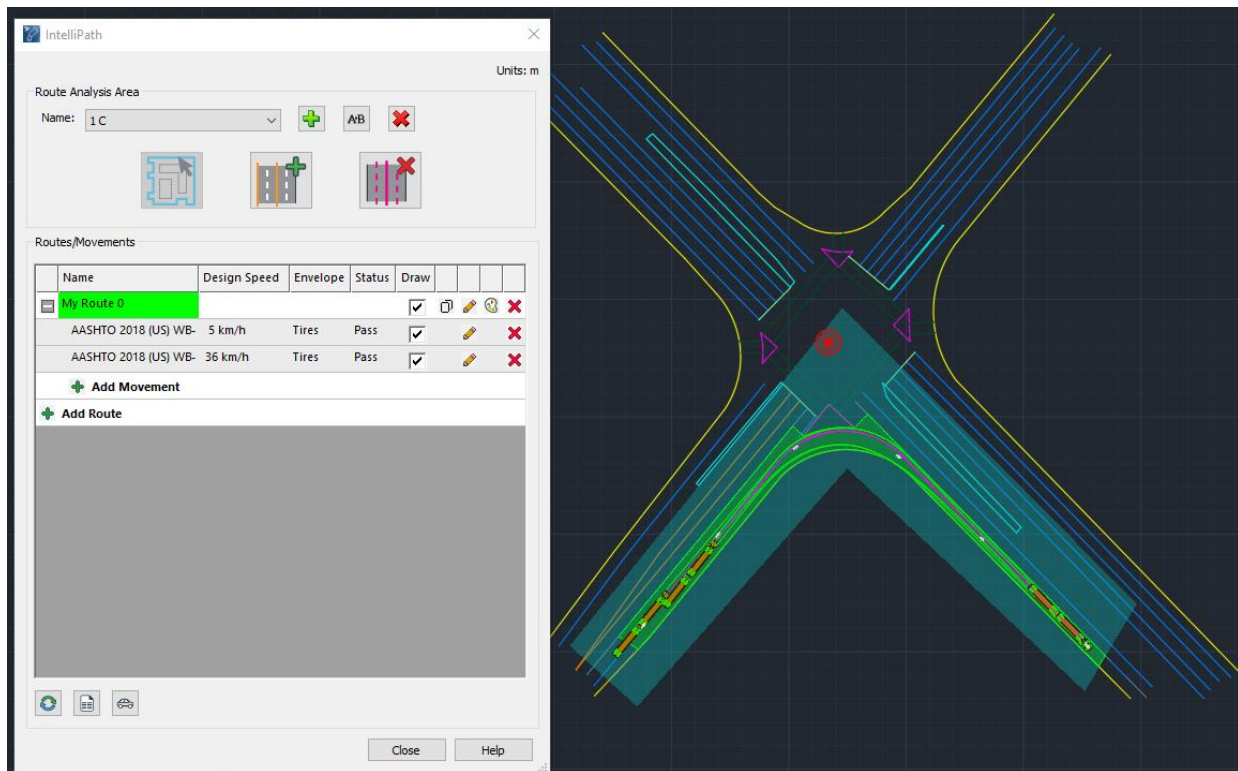 IntelliPath
Units: m
Route Analysis Area
Name: 1 C
AB
Routes/Movements
Name Design Speed Envelope Status Draw
My Route 0
AASHTO 2018 (US) WB- 5 km/h Tires Pass
AASHTO 2018 (US) WB- 36 km/h Tires Pass
Add Movement
Add Route
Close Help